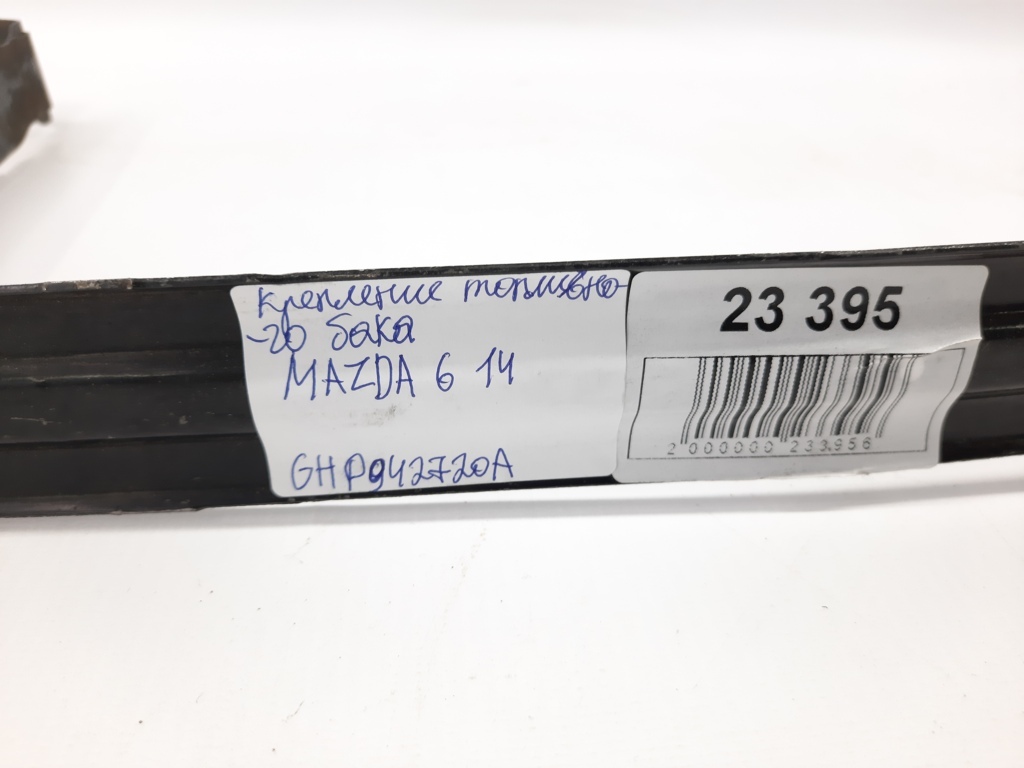 крепление топливно-
-го бака
MAZDA 6 14
GHP942720A
23 395
2 000000 233956